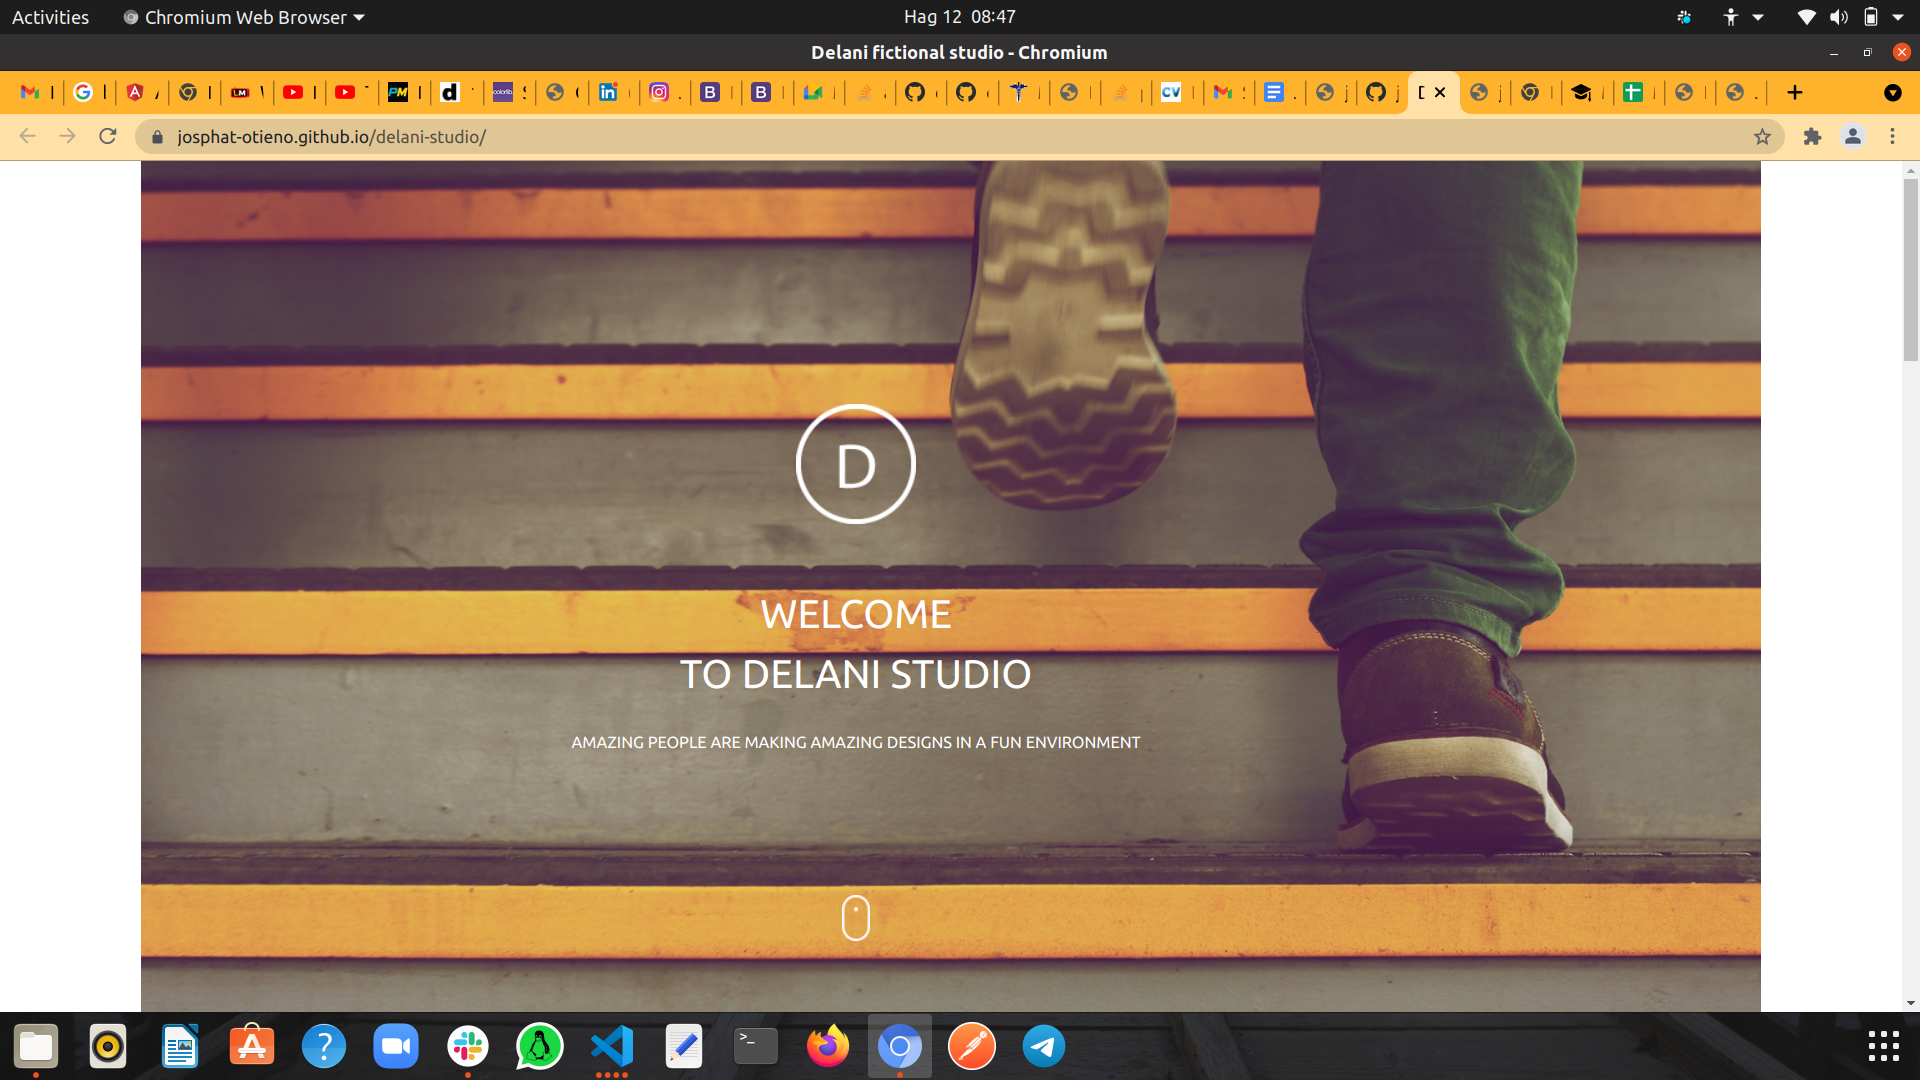 Activities
Chromium Web Browser
Hag 12 08:47
Delani fictional studio - Chromium
josphat-otieno.github.io/delani-studio/
D
WELCOME
TO DELANI STUDIO
AMAZING PEOPLE ARE MAKING AMAZING DESIGNS IN A FUN ENVIRONMENT